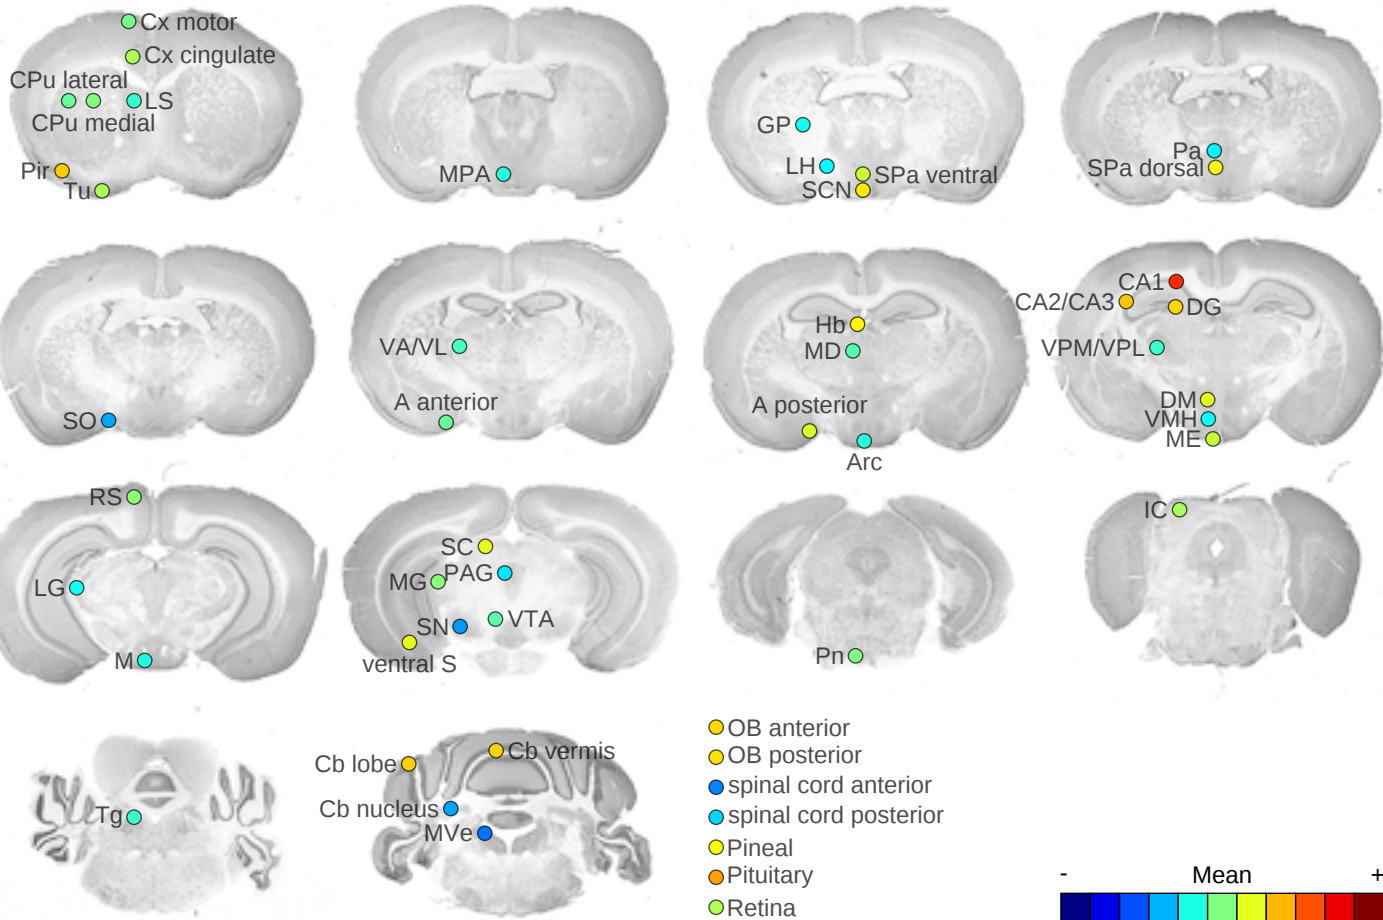 Cx motor
Cx cingulate
CPu lateral
LS
CPu medial
Pir
Tu
MPA
GP
LH
SPa ventral
SCN
Pa
SPa dorsal
SO
VA/VL
A anterior
Hb
MD
A posterior
Arc
CA1
CA2/CA3
DG
VPM/VPL
DM
VMH
ME
RS
LG
M
SC
PAG
MG
VTA
SN
ventral S
Pn
IC
Tg
Cb vermis
Cb lobe
Cb nucleus
MVe
OB anterior
OB posterior
spinal cord anterior
spinal cord posterior
Pineal
Pituitary
Retina
- Mean +